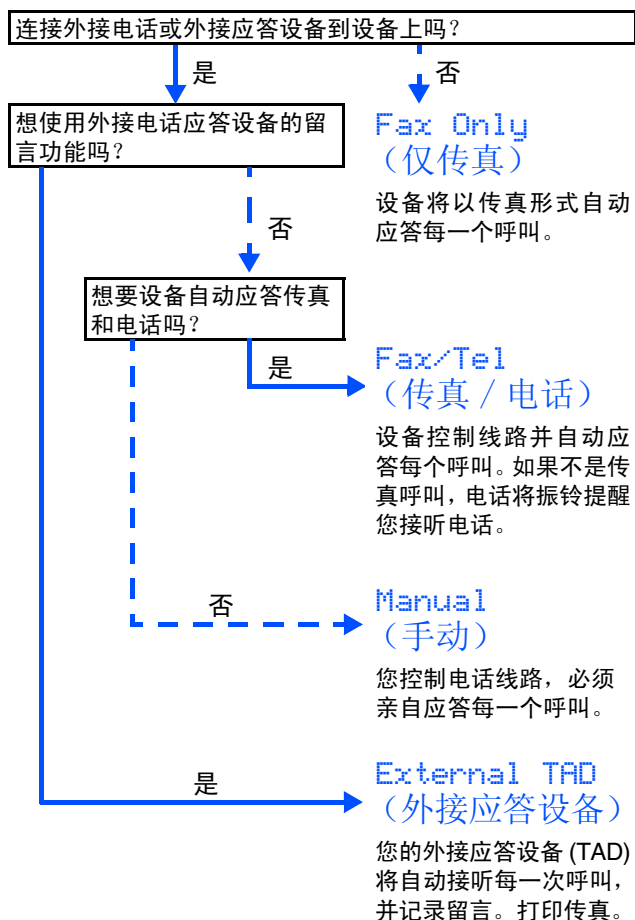 连接外接电话或外接应答设备到设备上吗？
是
否
想使用外接电话应答设备的留
言功能吗？
Fax Only
（仅传真）
设备将以传真形式自动
应答每一个呼叫。
否
想要设备自动应答传真
和电话吗？
是
Fax/Tel
（传真 / 电话）
设备控制线路并自动应
答每个呼叫。如果不是传
真呼叫，电话将振铃提醒
您接听电话。
否
Manual
（手动）
您控制电话线路，必须
亲自应答每一个呼叫。
是
External TAD
（外接应答设备）
您的外接应答设备 (TAD)
将自动接听每一次呼叫，
并记录留言。打印传真。